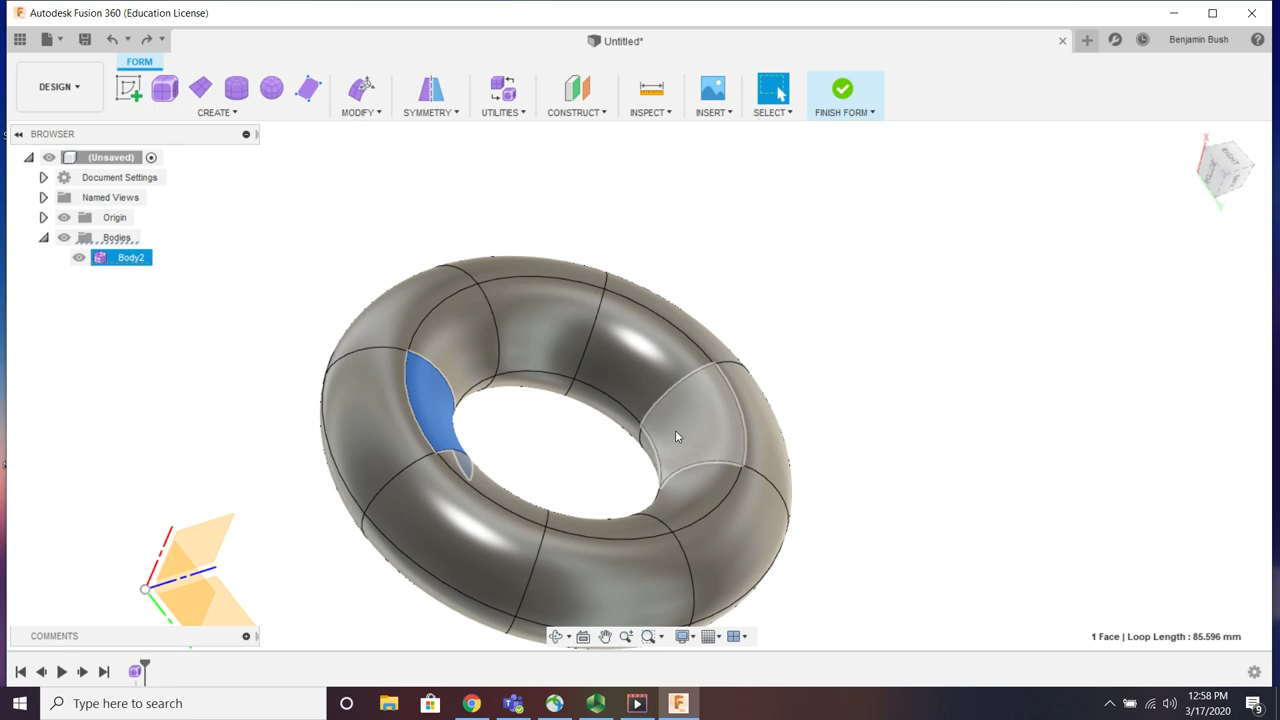 Autodesk Fusion 360 (Education License)
Untitled*
Benjamin Bush
FORM
DESIGN
CREATE
MODIFY
SYMMETRY
UTILITIES
CONSTRUCT
INSPECT
INSERT
SELECT
FINISH FORM
BROWSER
(Unsaved)
Document Settings
Named Views
Origin
Bodies
Body2
RIGHT
X
COMMENTS
1 Face | Loop Length : 85.596 mm
Type here to search
12:58 PM
3/17/2020
9